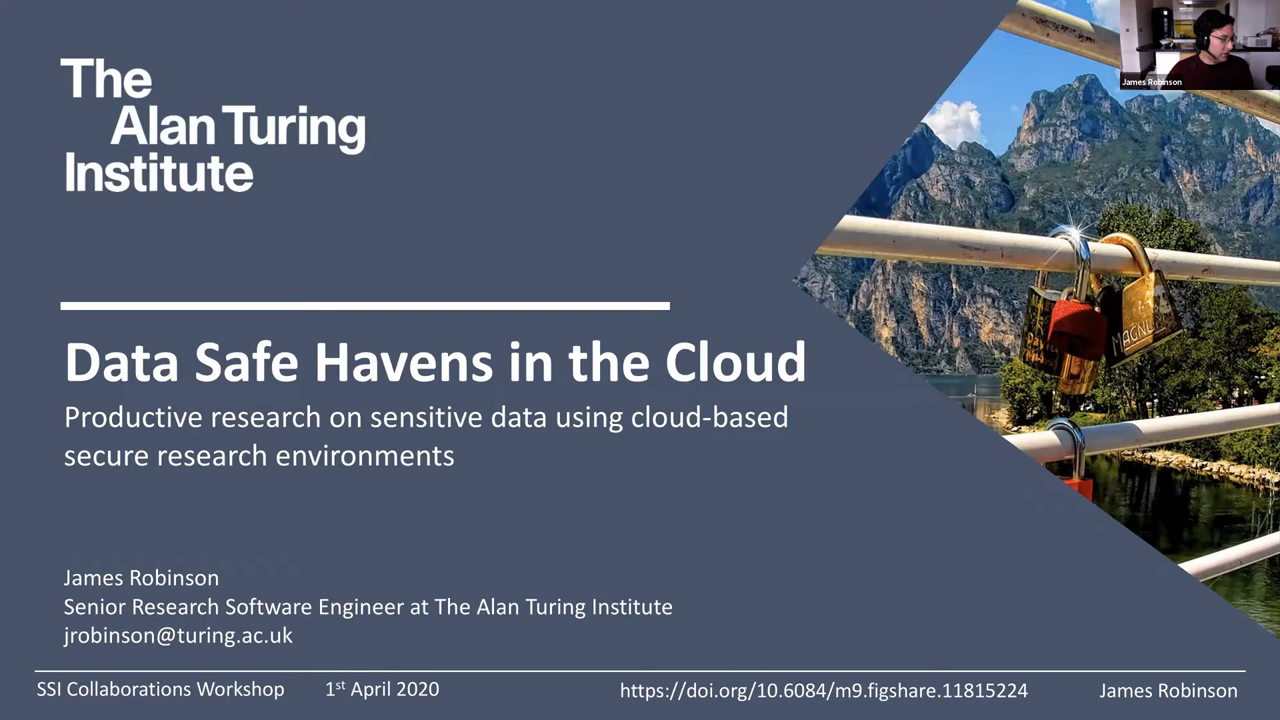 James Robinson
The
Alan Turing
Institute
MAGNUM
Data Safe Havens in the Cloud
Productive research on sensitive data using cloud-based
secure research environments
James Robinson
Senior Research Software Engineer at The Alan Turing Institute
jrobinson@turing.ac.uk
SSI Collaborations Workshop 1st April 2020 https://doi.org/10.6084/m9.figshare.11815224 James Robinson